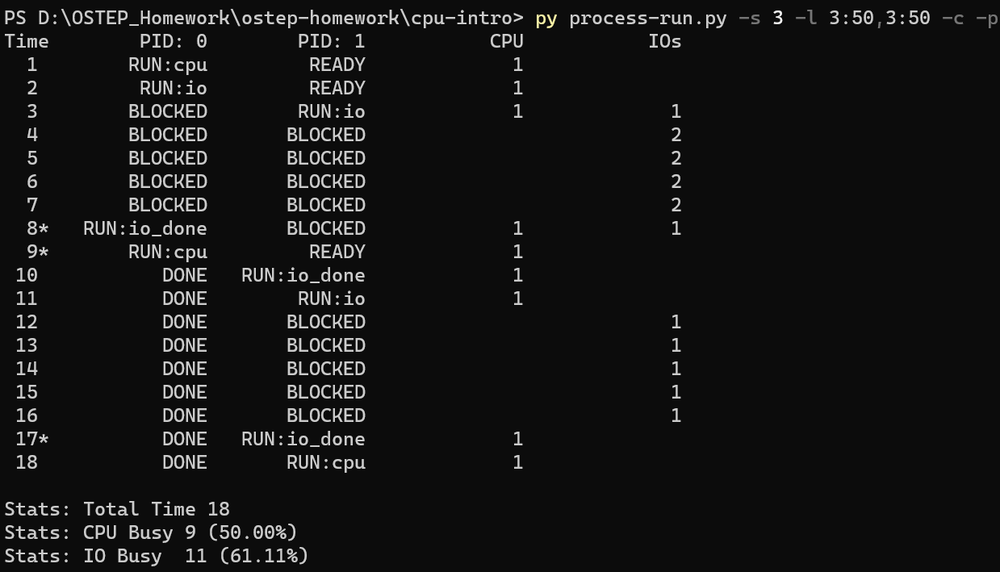 PS D:\OSTEP_Homework\ostep-homework\cpu-intro> py process-run.py -s 3 -l 3:50,3:50 -c -p
Time        PID: 0        PID: 1           CPU           IOs
  1        RUN:cpu         READY             1
  2         RUN:io         READY             1
  3        BLOCKED        RUN:io             1             1
  4        BLOCKED       BLOCKED                           2
  5        BLOCKED       BLOCKED                           2
  6        BLOCKED       BLOCKED                           2
  7        BLOCKED       BLOCKED                           2
  8*   RUN:io_done       BLOCKED             1             1
  9*       RUN:cpu         READY             1
 10           DONE   RUN:io_done             1
 11           DONE        RUN:io             1
 12           DONE       BLOCKED                           1
 13           DONE       BLOCKED                           1
 14           DONE       BLOCKED                           1
 15           DONE       BLOCKED                           1
 16           DONE       BLOCKED                           1
 17*          DONE   RUN:io_done             1
 18           DONE       RUN:cpu             1

Stats: Total Time 18
Stats: CPU Busy 9 (50.00%)
Stats: IO Busy  11 (61.11%)